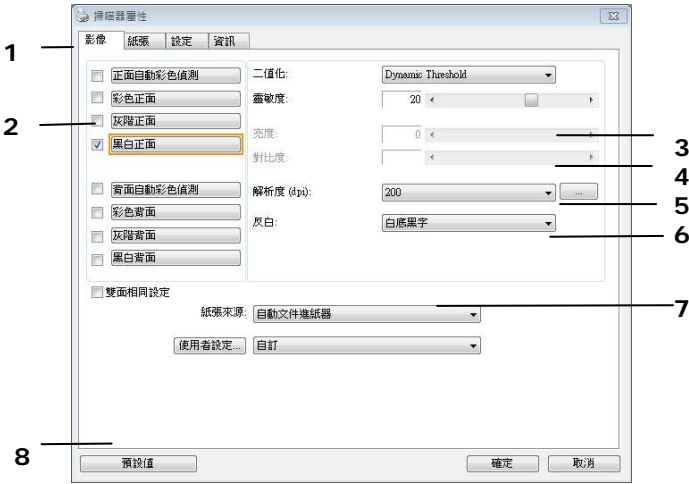 掃瞄器屬性
影像 紙張 設定 資訊
1
正面自動彩色偵測
彩色正面
2
灰階正面
黑白正面
背面自動彩色偵測
彩色背面
灰階背面
黑白背面
二值化: Dynamic Threshold
靈敏度: 20
亮度: 0
3
對比度:
4
解析度 (dpi): 200 ...
5
反白: 白底黑字
6
雙面相同設定
紙張來源: 自動文件進紙器
7
使用者設定... 自訂
8
預設值 確定 取消